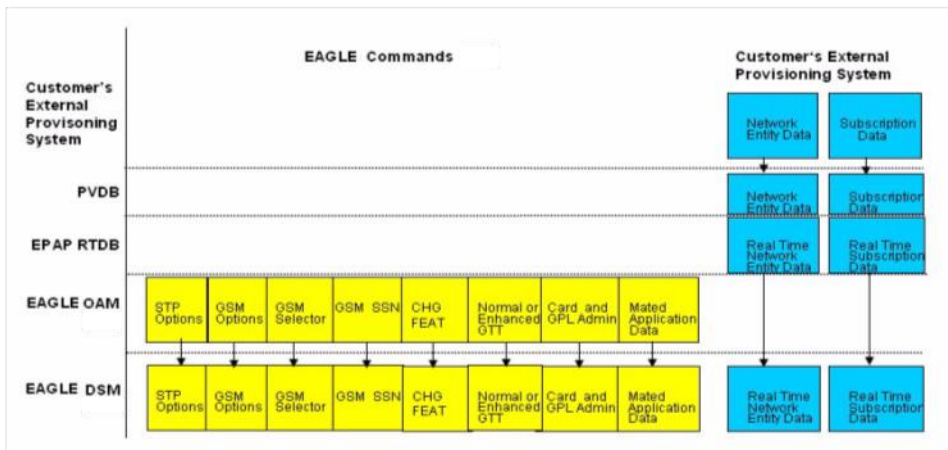 EAGLE Commands
Customer's External
Provisioning System
Customer's
External
Provisoning
System
Network
Entity Data
Subscription
Data
PVDB
Network
Entity Data
Subscription
Data
EPAP RTDB
Real Time
Network
Entity Data
Real Time
Subscription
Data
EAGLE OAM
STP
Options
GSM
Options
GSM
Selector
GSM SSN
CHG
FEAT
Normal or
Enhanced
GTT
Card and
GPL Admin
Mated
Application
Data
EAGLE DSM
STP
Options
GSM
Options
GSM
Selector
GSM SSN
CHG
FEAT
Normal or
Enhanced
GTT
Card and
GPL Admin
Mated
Application
Data
Real Time
Network
Entity Data
Real Time
Subscription
Data